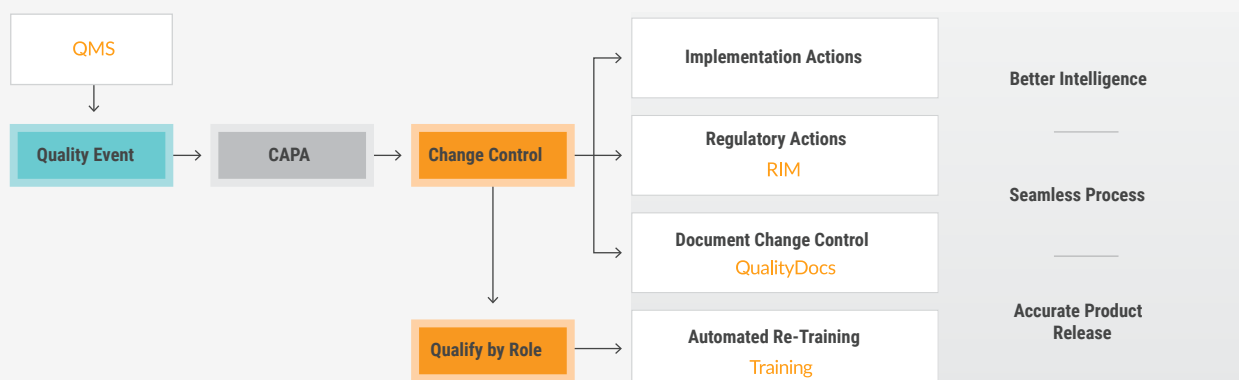 QMS
Quality Event
CAPA
Change Control
Qualify by Role
Implementation Actions
Regulatory Actions
RIM
Document Change Control
QualityDocs
Automated Re-Training
Training
Better Intelligence
Seamless Process
Accurate Product
Release